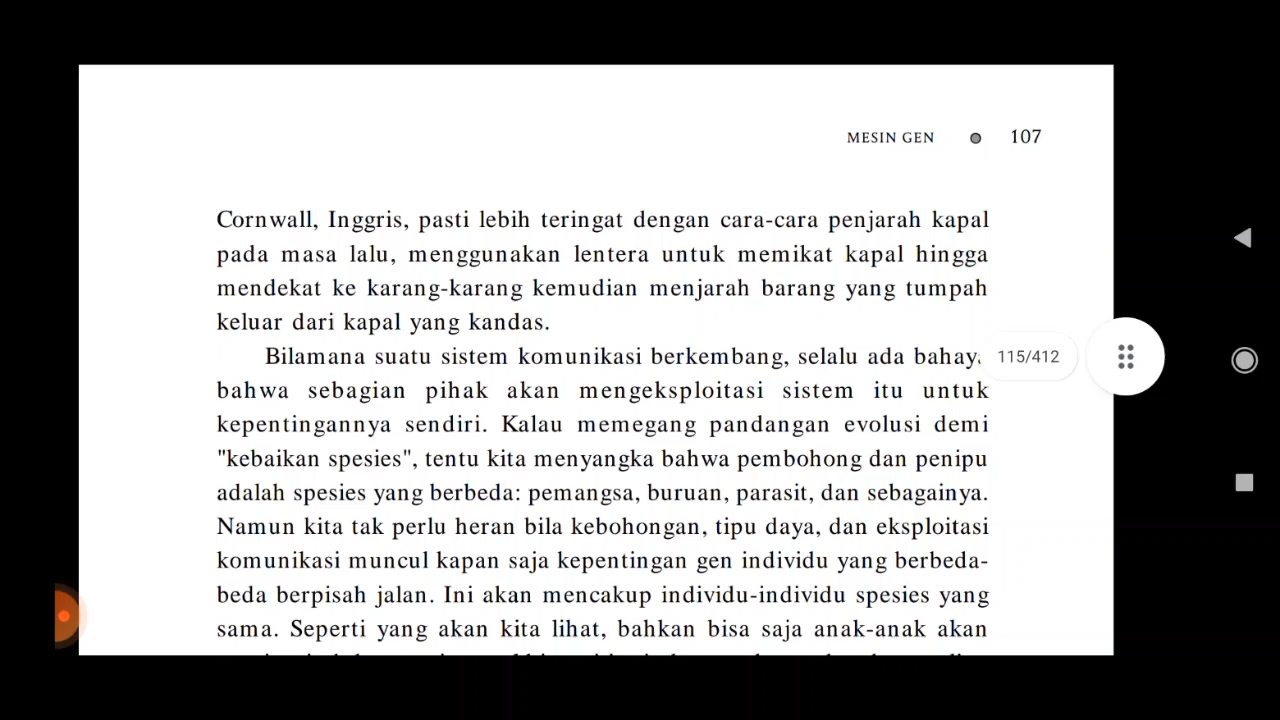 MESIN GEN 107
Cornwall, Inggris, pasti lebih teringat dengan cara-cara penjarah kapal
pada masa lalu, menggunakan lentera untuk memikat kapal hingga
mendekat ke karang-karang kemudian menjarah barang yang tumpah
keluar dari kapal yang kandas.
Bilamana suatu sistem komunikasi berkembang, selalu ada bahaya
115/412
bahwa sebagian pihak akan mengeksploitasi sistem itu untuk
kepentingannya sendiri. Kalau memegang pandangan evolusi demi
"kebaikan spesies", tentu kita menyangka bahwa pembohong dan penipu
adalah spesies yang berbeda: pemangsa, buruan, parasit, dan sebagainya.
Namun kita tak perlu heran bila kebohongan, tipu daya, dan eksploitasi
komunikasi muncul kapan saja kepentingan gen individu yang berbeda-
beda berpisah jalan. Ini akan mencakup individu-individu spesies yang
sama. Seperti yang akan kita lihat, bahkan bisa saja anak-anak akan